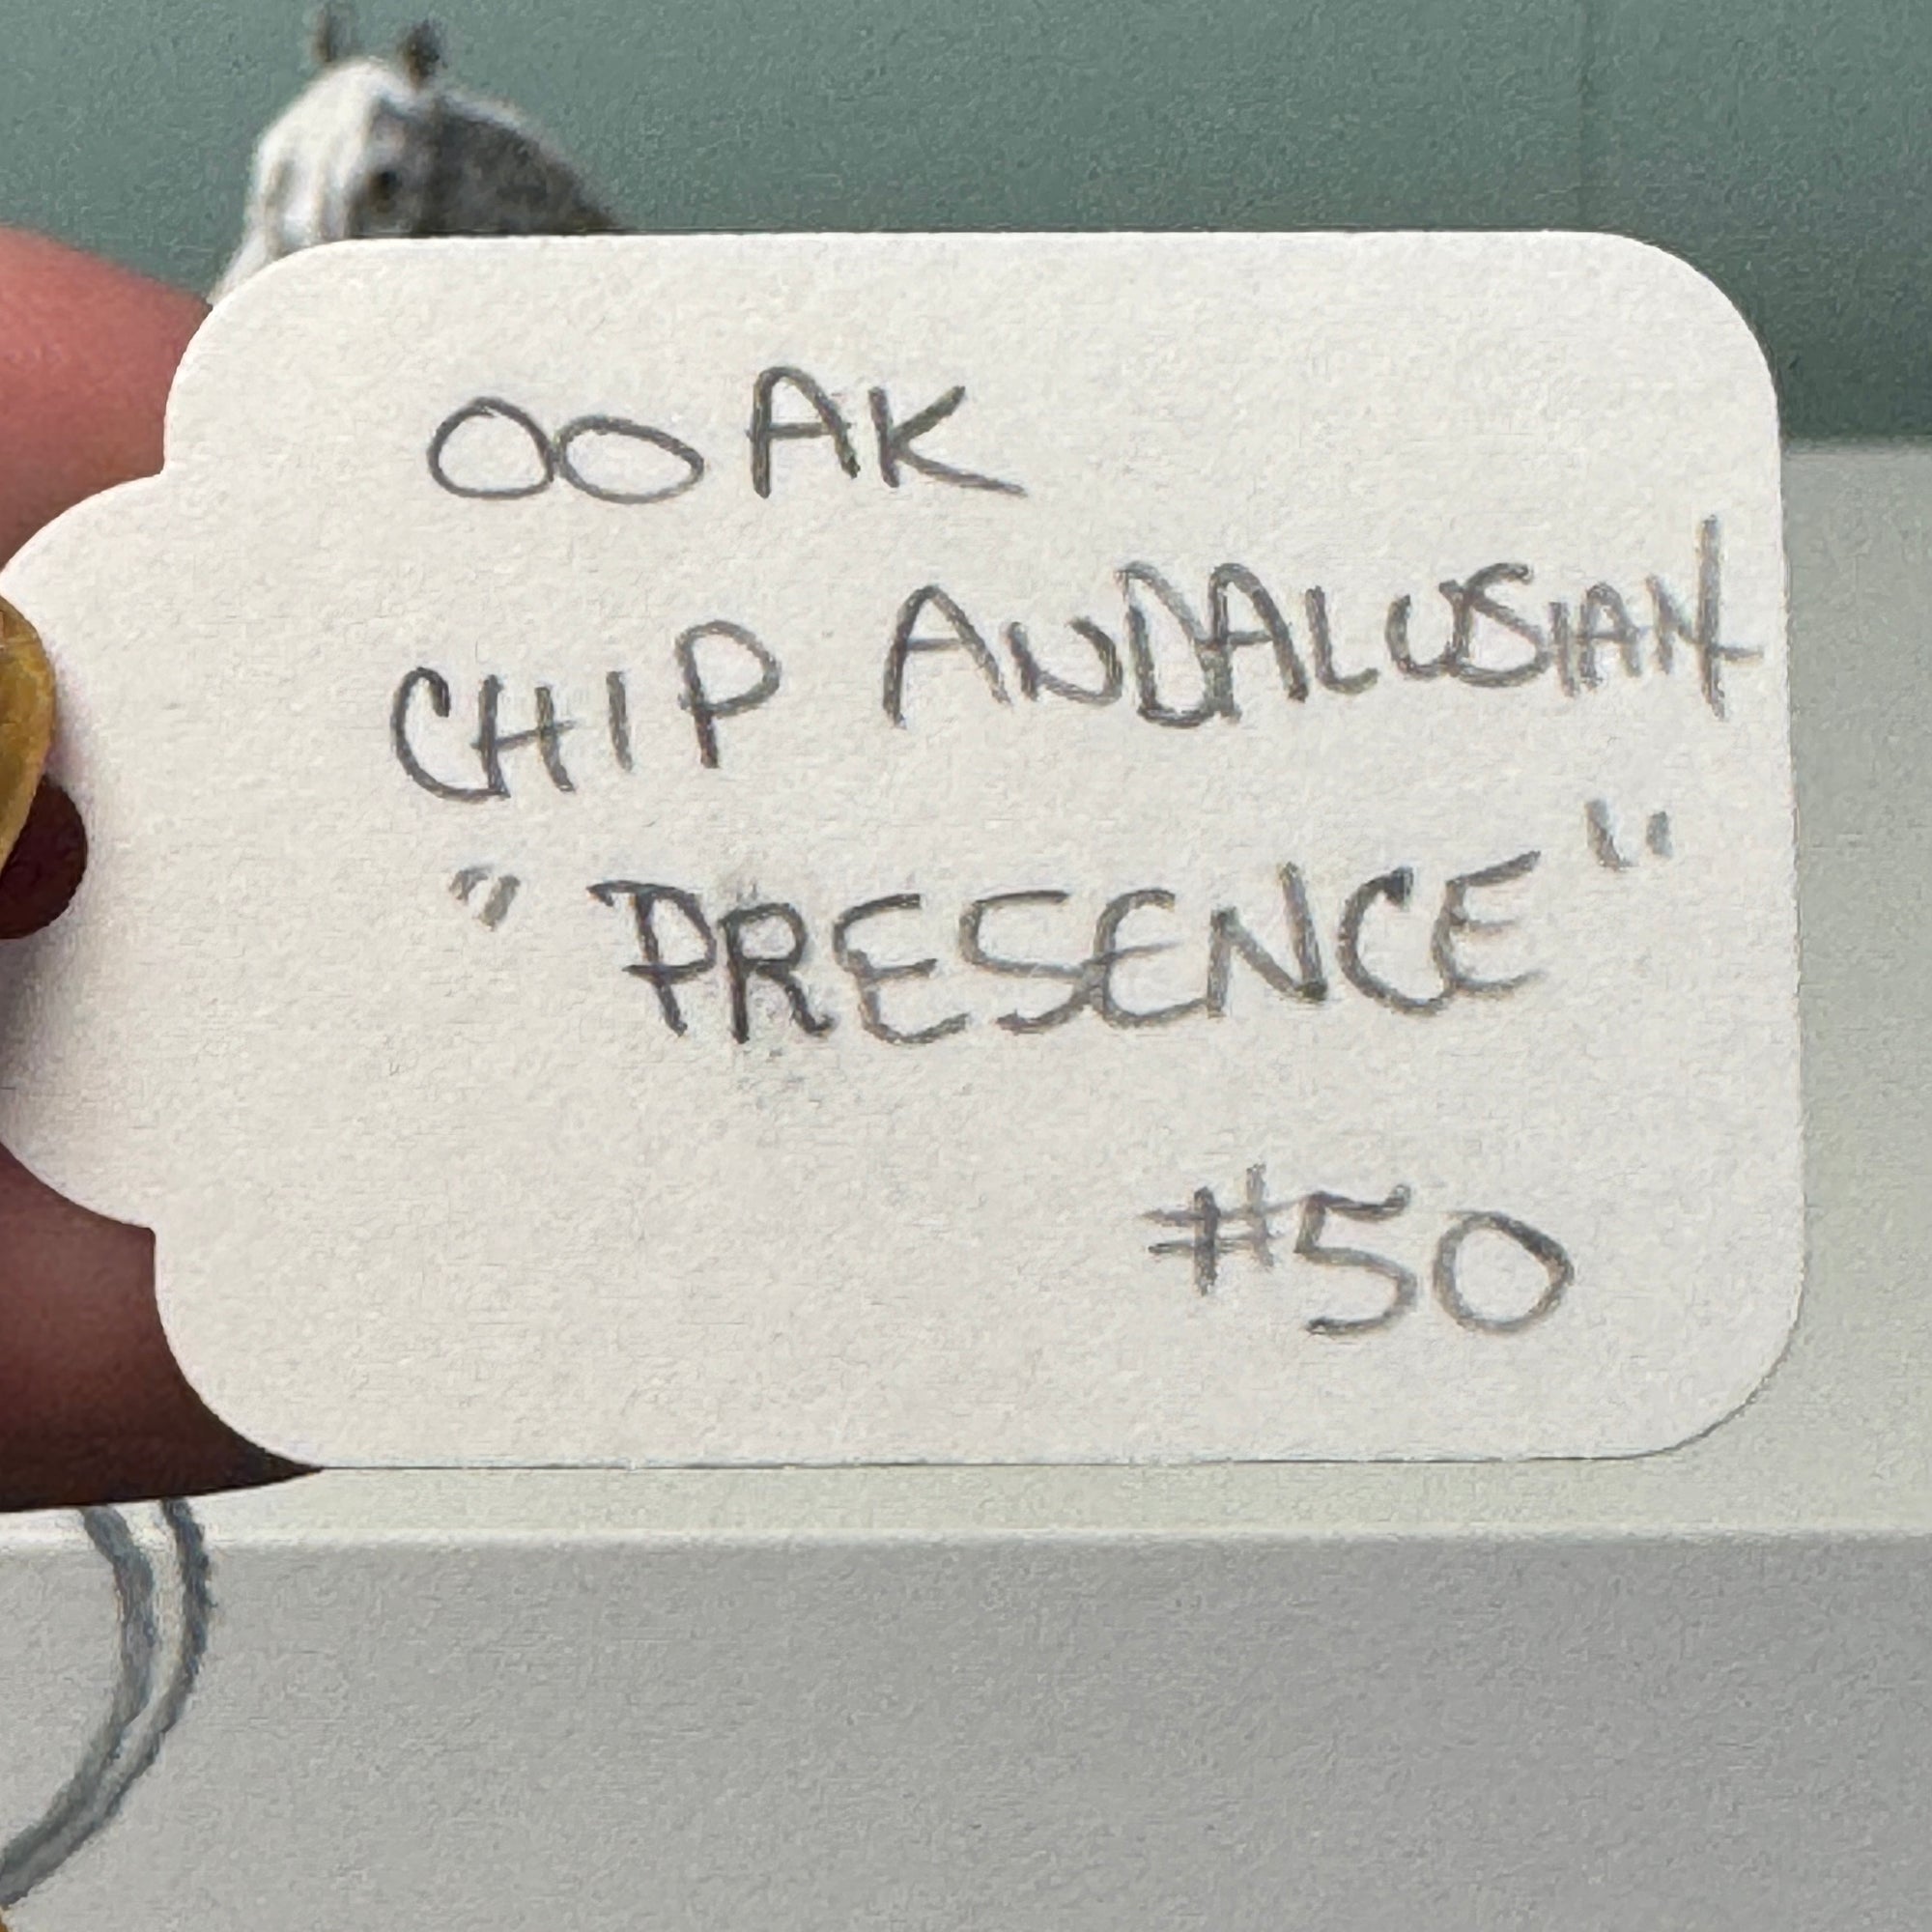 OOAK
CHIP ANDALUSIAN
"PRESENCE"
#50